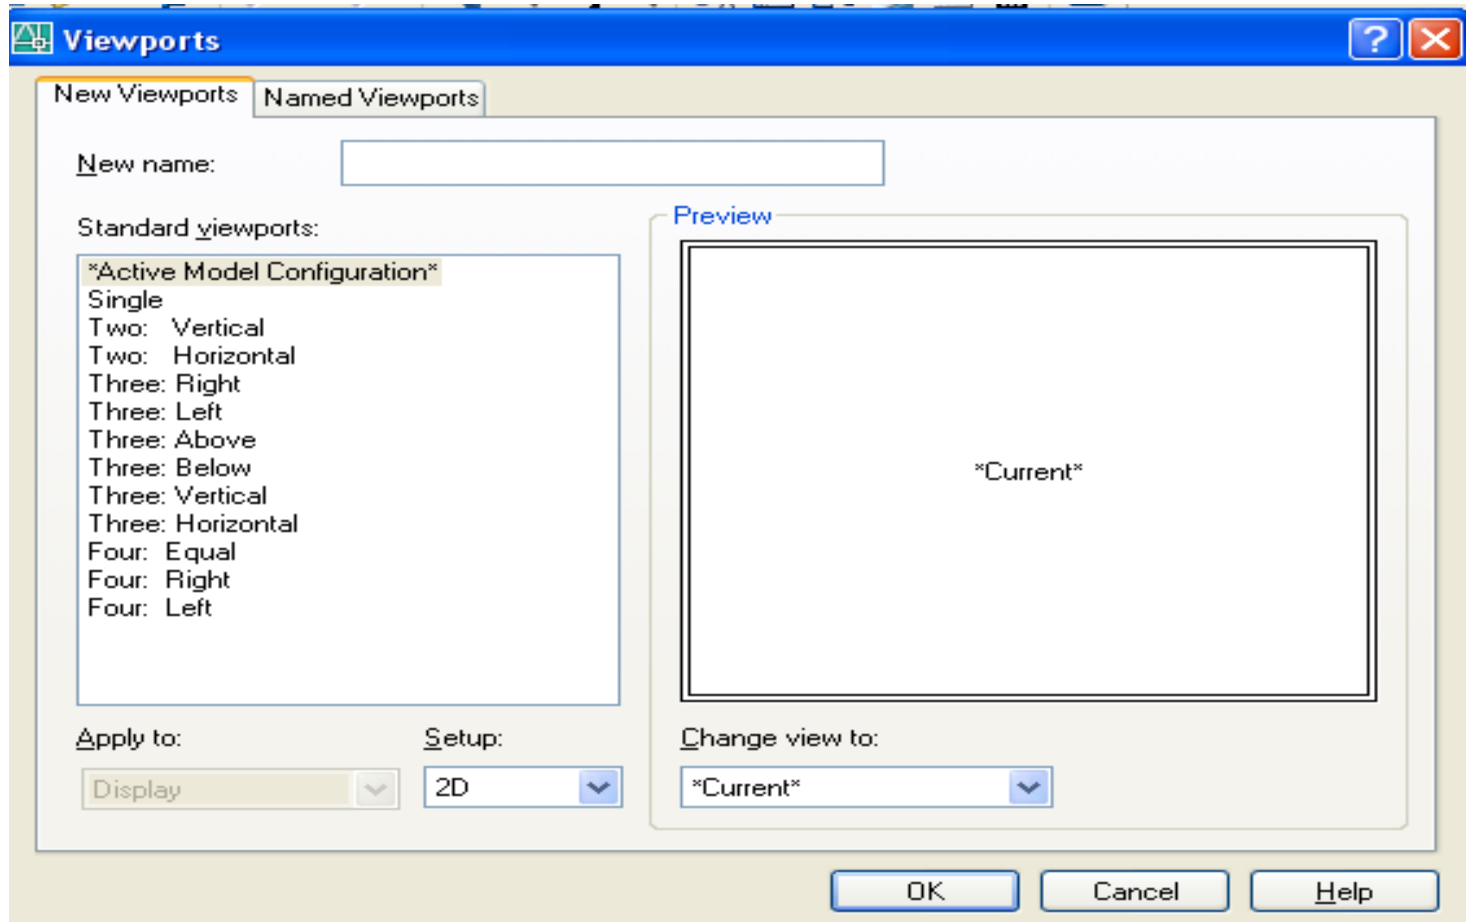 Viewports
New Viewports
Named Viewports
New name:
Standard viewports:
*Active Model Configuration*
Single
Two: Vertical
Two: Horizontal
Three: Right
Three: Left
Three: Above
Three: Below
Three: Vertical
Three: Horizontal
Four: Equal
Four: Right
Four: Left
Preview
*Current*
Apply to:
Display
Setup:
2D
Change view to:
*Current*
OK
Cancel
Help